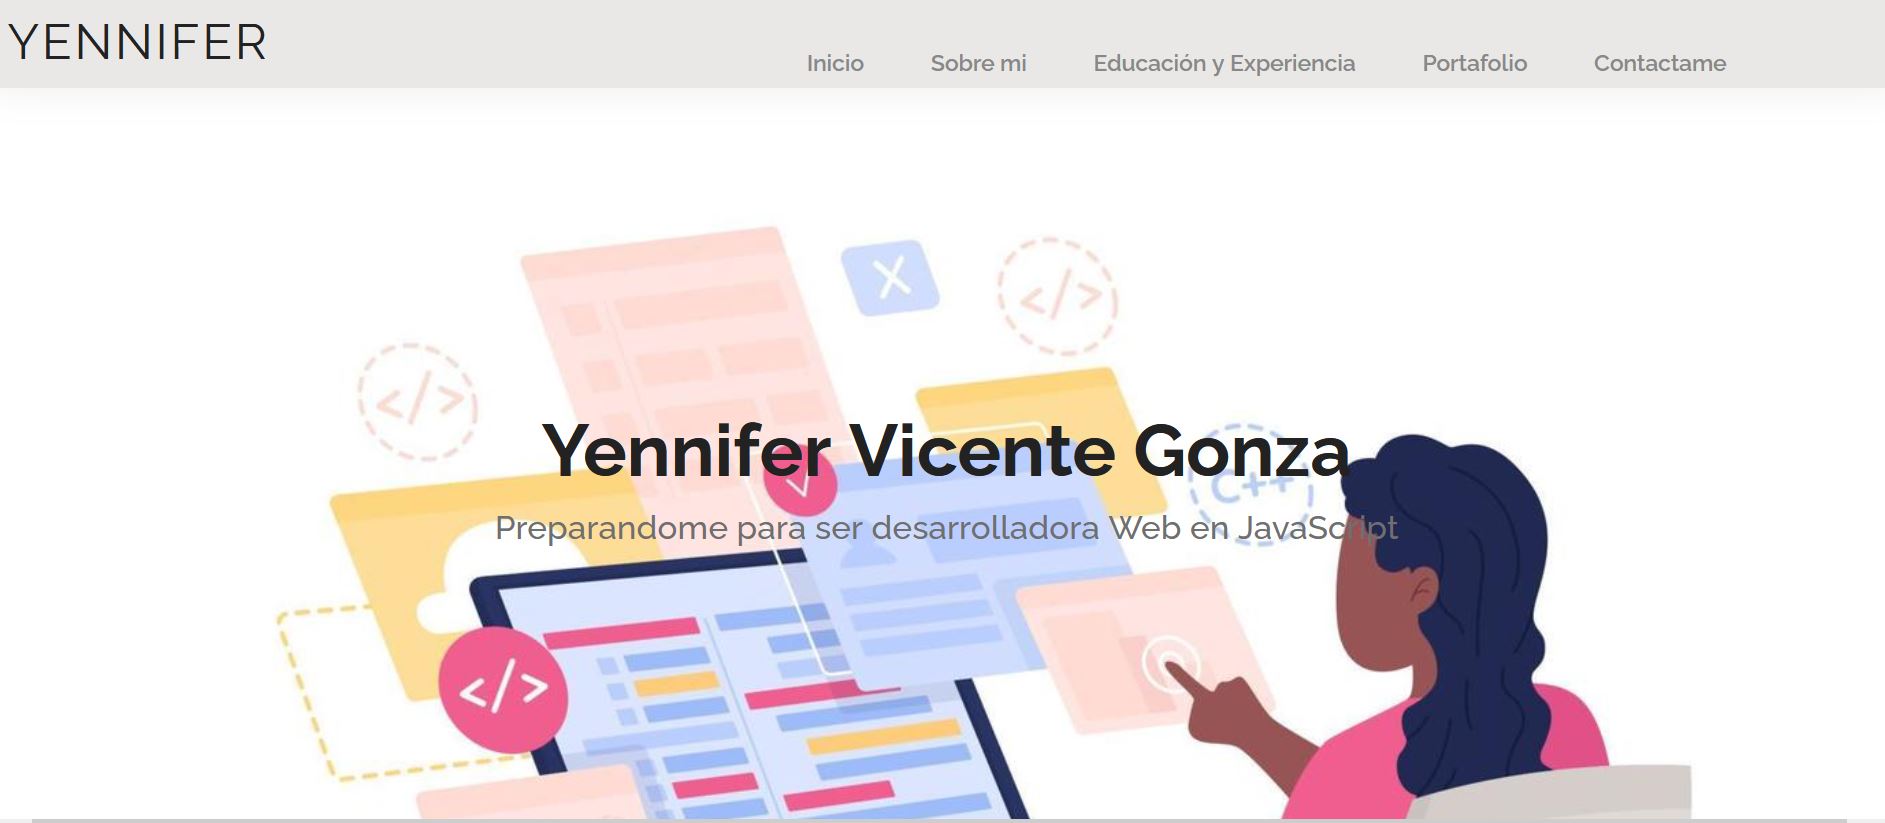 YENNIFER
Inicio Sobre mi Educación y Experiencia Portafolio Contactame
X
</>
</>
Yennifer Vicente Gonza
C++
Preparandome para ser desarrolladora Web en JavaScript
</>